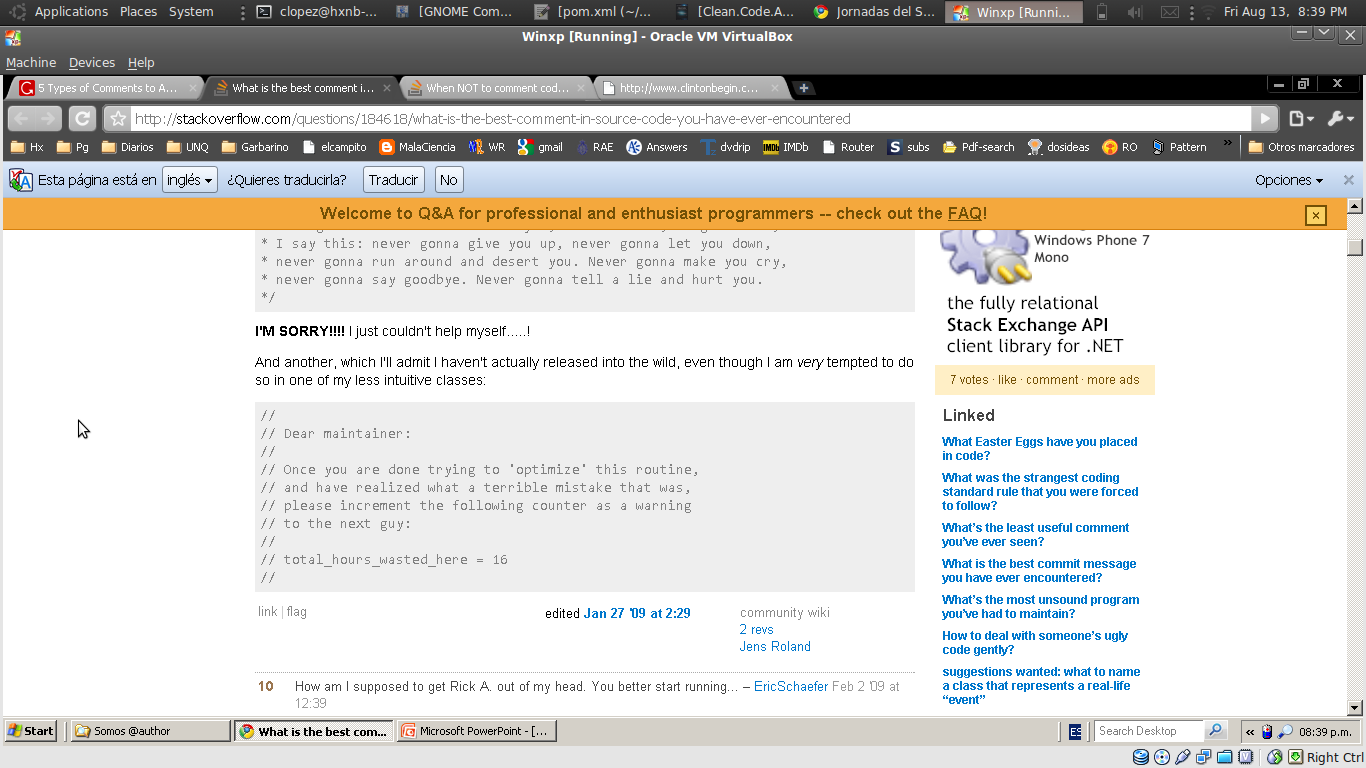 Applications Places System clopez@hxnb-... [GNOME Com... [pom.xml (~/... [Clean.Code.A... Jornadas del S... Winxp [Runni... Fri Aug 13, 8:39 PM
Winxp [Running] - Oracle VM VirtualBox
Machine Devices Help
5 Types of Comments to A... What is the best comment i... When NOT to comment cod... http://www.clintonbegin.c...
http://stackoverflow.com/questions/184618/what-is-the-best-comment-in-source-code-you-have-ever-encountered
Hx Pg Diarios UNQ Garbarino elcampito MalaCiencia WR gmail RAE Answers dvdrip IMDb Router subs Pdf-search dosideas RO Pattern » Otros marcadores
Esta página está en inglés ¿Quieres traducirla? Traducir No Opciones
Welcome to Q&A for professional and enthusiast programmers -- check out the FAQ!
* I say this: never gonna give you up, never gonna let you down,
* never gonna run around and desert you. Never gonna make you cry,
* never gonna say goodbye. Never gonna tell a lie and hurt you.
*/
I'M SORRY!!!! I just couldn't help myself.....!
And another, which I'll admit I haven't actually released into the wild, even though I am very tempted to do
so in one of my less intuitive classes:
//
// Dear maintainer:
//
// Once you are done trying to 'optimize' this routine,
// and have realized what a terrible mistake that was,
// please increment the following counter as a warning
// to the next guy:
//
// total_hours_wasted_here = 16
//
link | flag
edited Jan 27 '09 at 2:29
community wiki
2 revs
Jens Roland
10 How am I supposed to get Rick A. out of my head. You better start running... – EricSchaefer Feb 2 '09 at
12:39
Windows Phone 7
Mono
the fully relational
Stack Exchange API
client library for .NET
7 votes · like · comment · more ads
Linked
What Easter Eggs have you placed
in code?
What was the strangest coding
standard rule that you were forced
to follow?
What's the least useful comment
you've ever seen?
What is the best commit message
you have ever encountered?
What's the most unsound program
you've had to maintain?
How to deal with someone's ugly
code gently?
suggestions wanted: what to name
a class that represents a real-life
“event”
Start Somos @author What is the best com... Microsoft PowerPoint - [... ES Search Desktop « 08:39 p.m.
Right Ctrl